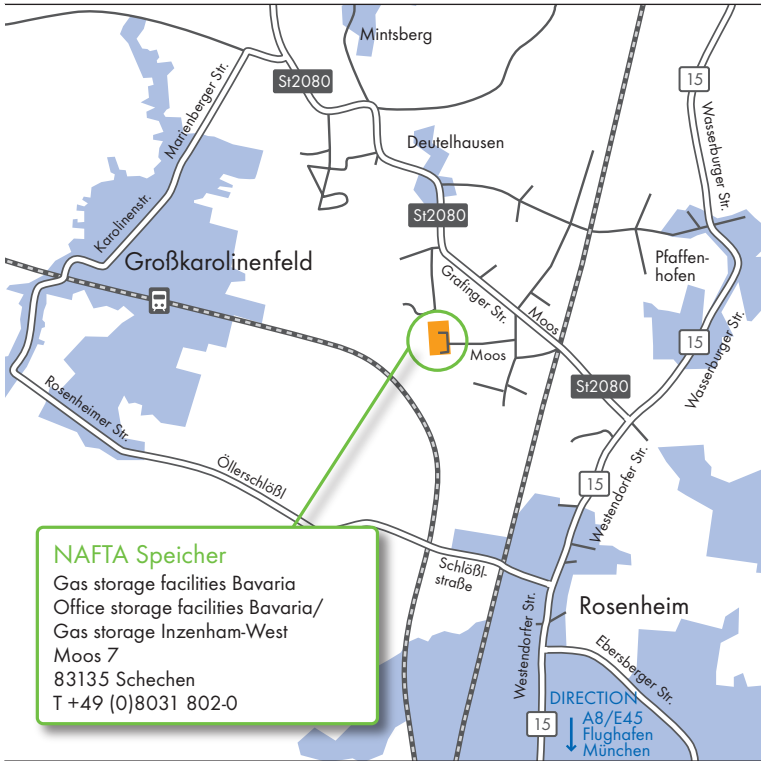 Mintsberg
St2080
15
Marienberger Str.
Wasserburger Str.
Deutelhausen
St2080
Karolinenstr.
Großkarolinenfeld
Pfaffen-
hofen
Grafinger Str.
Moos
Moos
15
Wasserburger Str.
St2080
Rosenheimer Str.
Öllerschlößl
15
Westendorfer Str.
Schlößl-
straße
NAFTA Speicher
Gas storage facilities Bavaria
Office storage facilities Bavaria/
Gas storage Inzenham-West
Moos 7
83135 Schechen
T +49 (0)8031 802-0
Rosenheim
Westendorfer Str.
Ebersberger Str.
15
DIRECTION
A8/E45
Flughafen
München